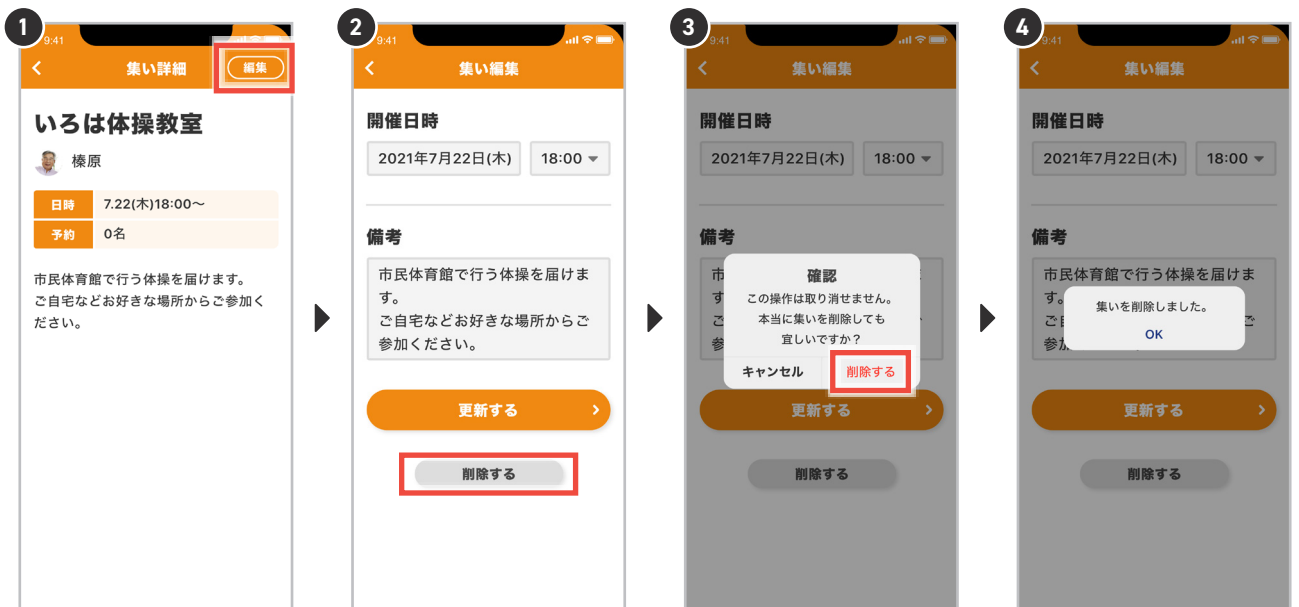 1
9:41
集い詳細
編集
いろは体操教室
榛原
日時 7.22(木)18:00〜
予約 0名
市民体育館で行う体操を届けます。
ご自宅などお好きな場所からご参加く
ださい。
2
9:41
集い編集
開催日時
2021年7月22日(木) 18:00
備考
市民体育館で行う体操を届けま
す。
ご自宅などお好きな場所からご
参加ください。
更新する
削除する
3
9:41
集い編集
開催日時
2021年7月22日(木) 18:00
備考
市
す
ご
参
確認
この操作は取り消せません。
本当に集いを削除しても
宜しいですか？
キャンセル 削除する
更新する
削除する
4
9:41
集い編集
開催日時
2021年7月22日(木) 18:00
備考
市民体育館で行う体操を届けま
す。
ご
参
集いを削除しました。
OK
更新する
削除する